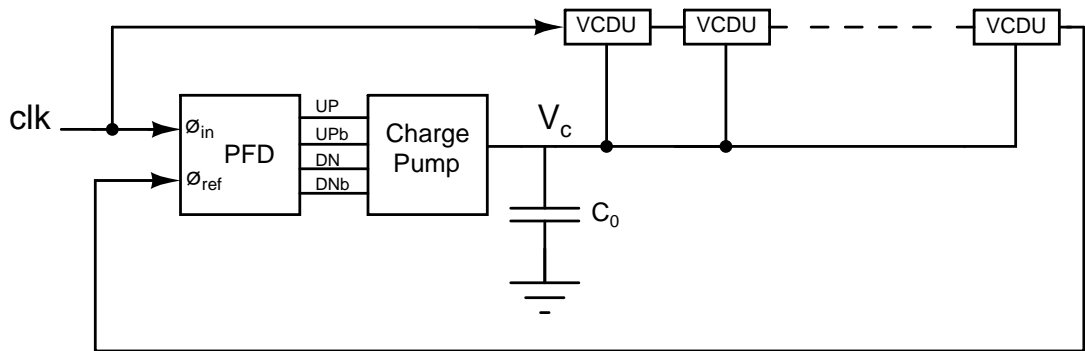 VCDU VCDU VCDU
clk
øin
øref
PFD
UP
UPb
DN
DNb
Charge
Pump
Vc
C0